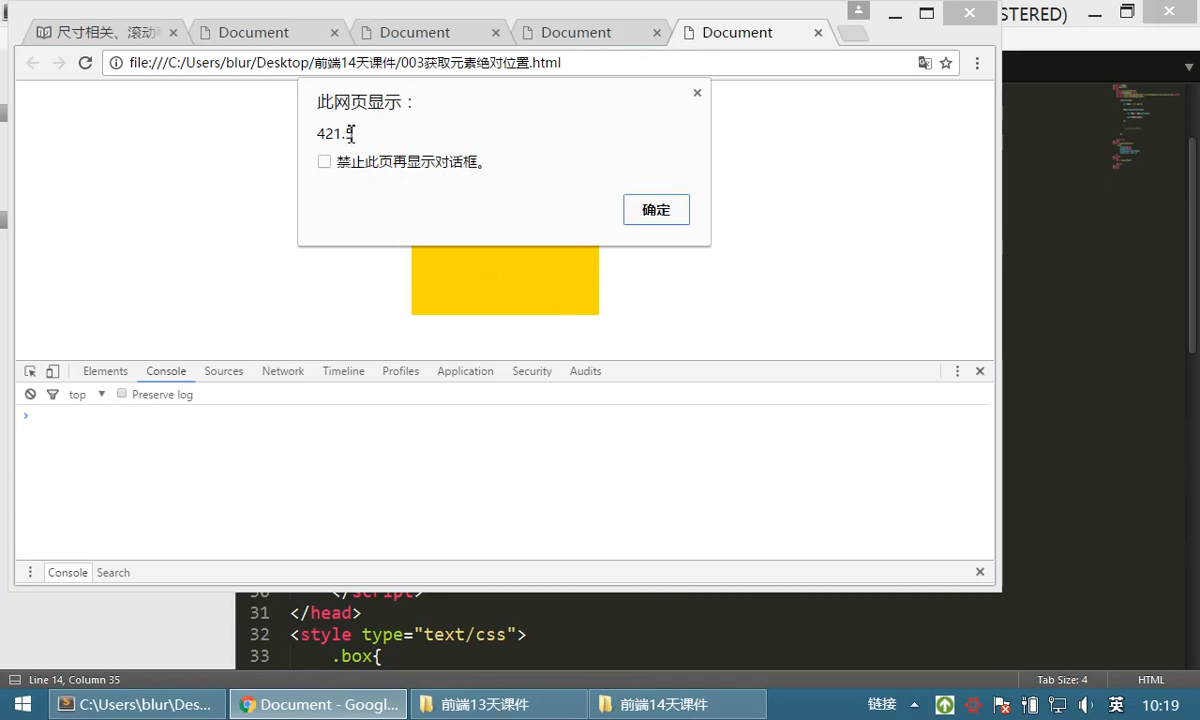 STERED)
尺寸相关、滚动
Document
Document
Document
Document
file:///C:/Users/blur/Desktop/前端14天课件/003获取元素绝对位置.html
此网页显示：
禁止此页再显示对话框。
确定
Elements Console Sources Network Timeline Profiles Application Security Audits
top Preserve log
Console Search
31 </head>
32 <style type="text/css">
33 .box{
Line 14, Column 35 Tab Size: 4 HTML
C:\Users\blur\Des... Document - Googl... 前端13天课件 前端14天课件 链接 英 10:19